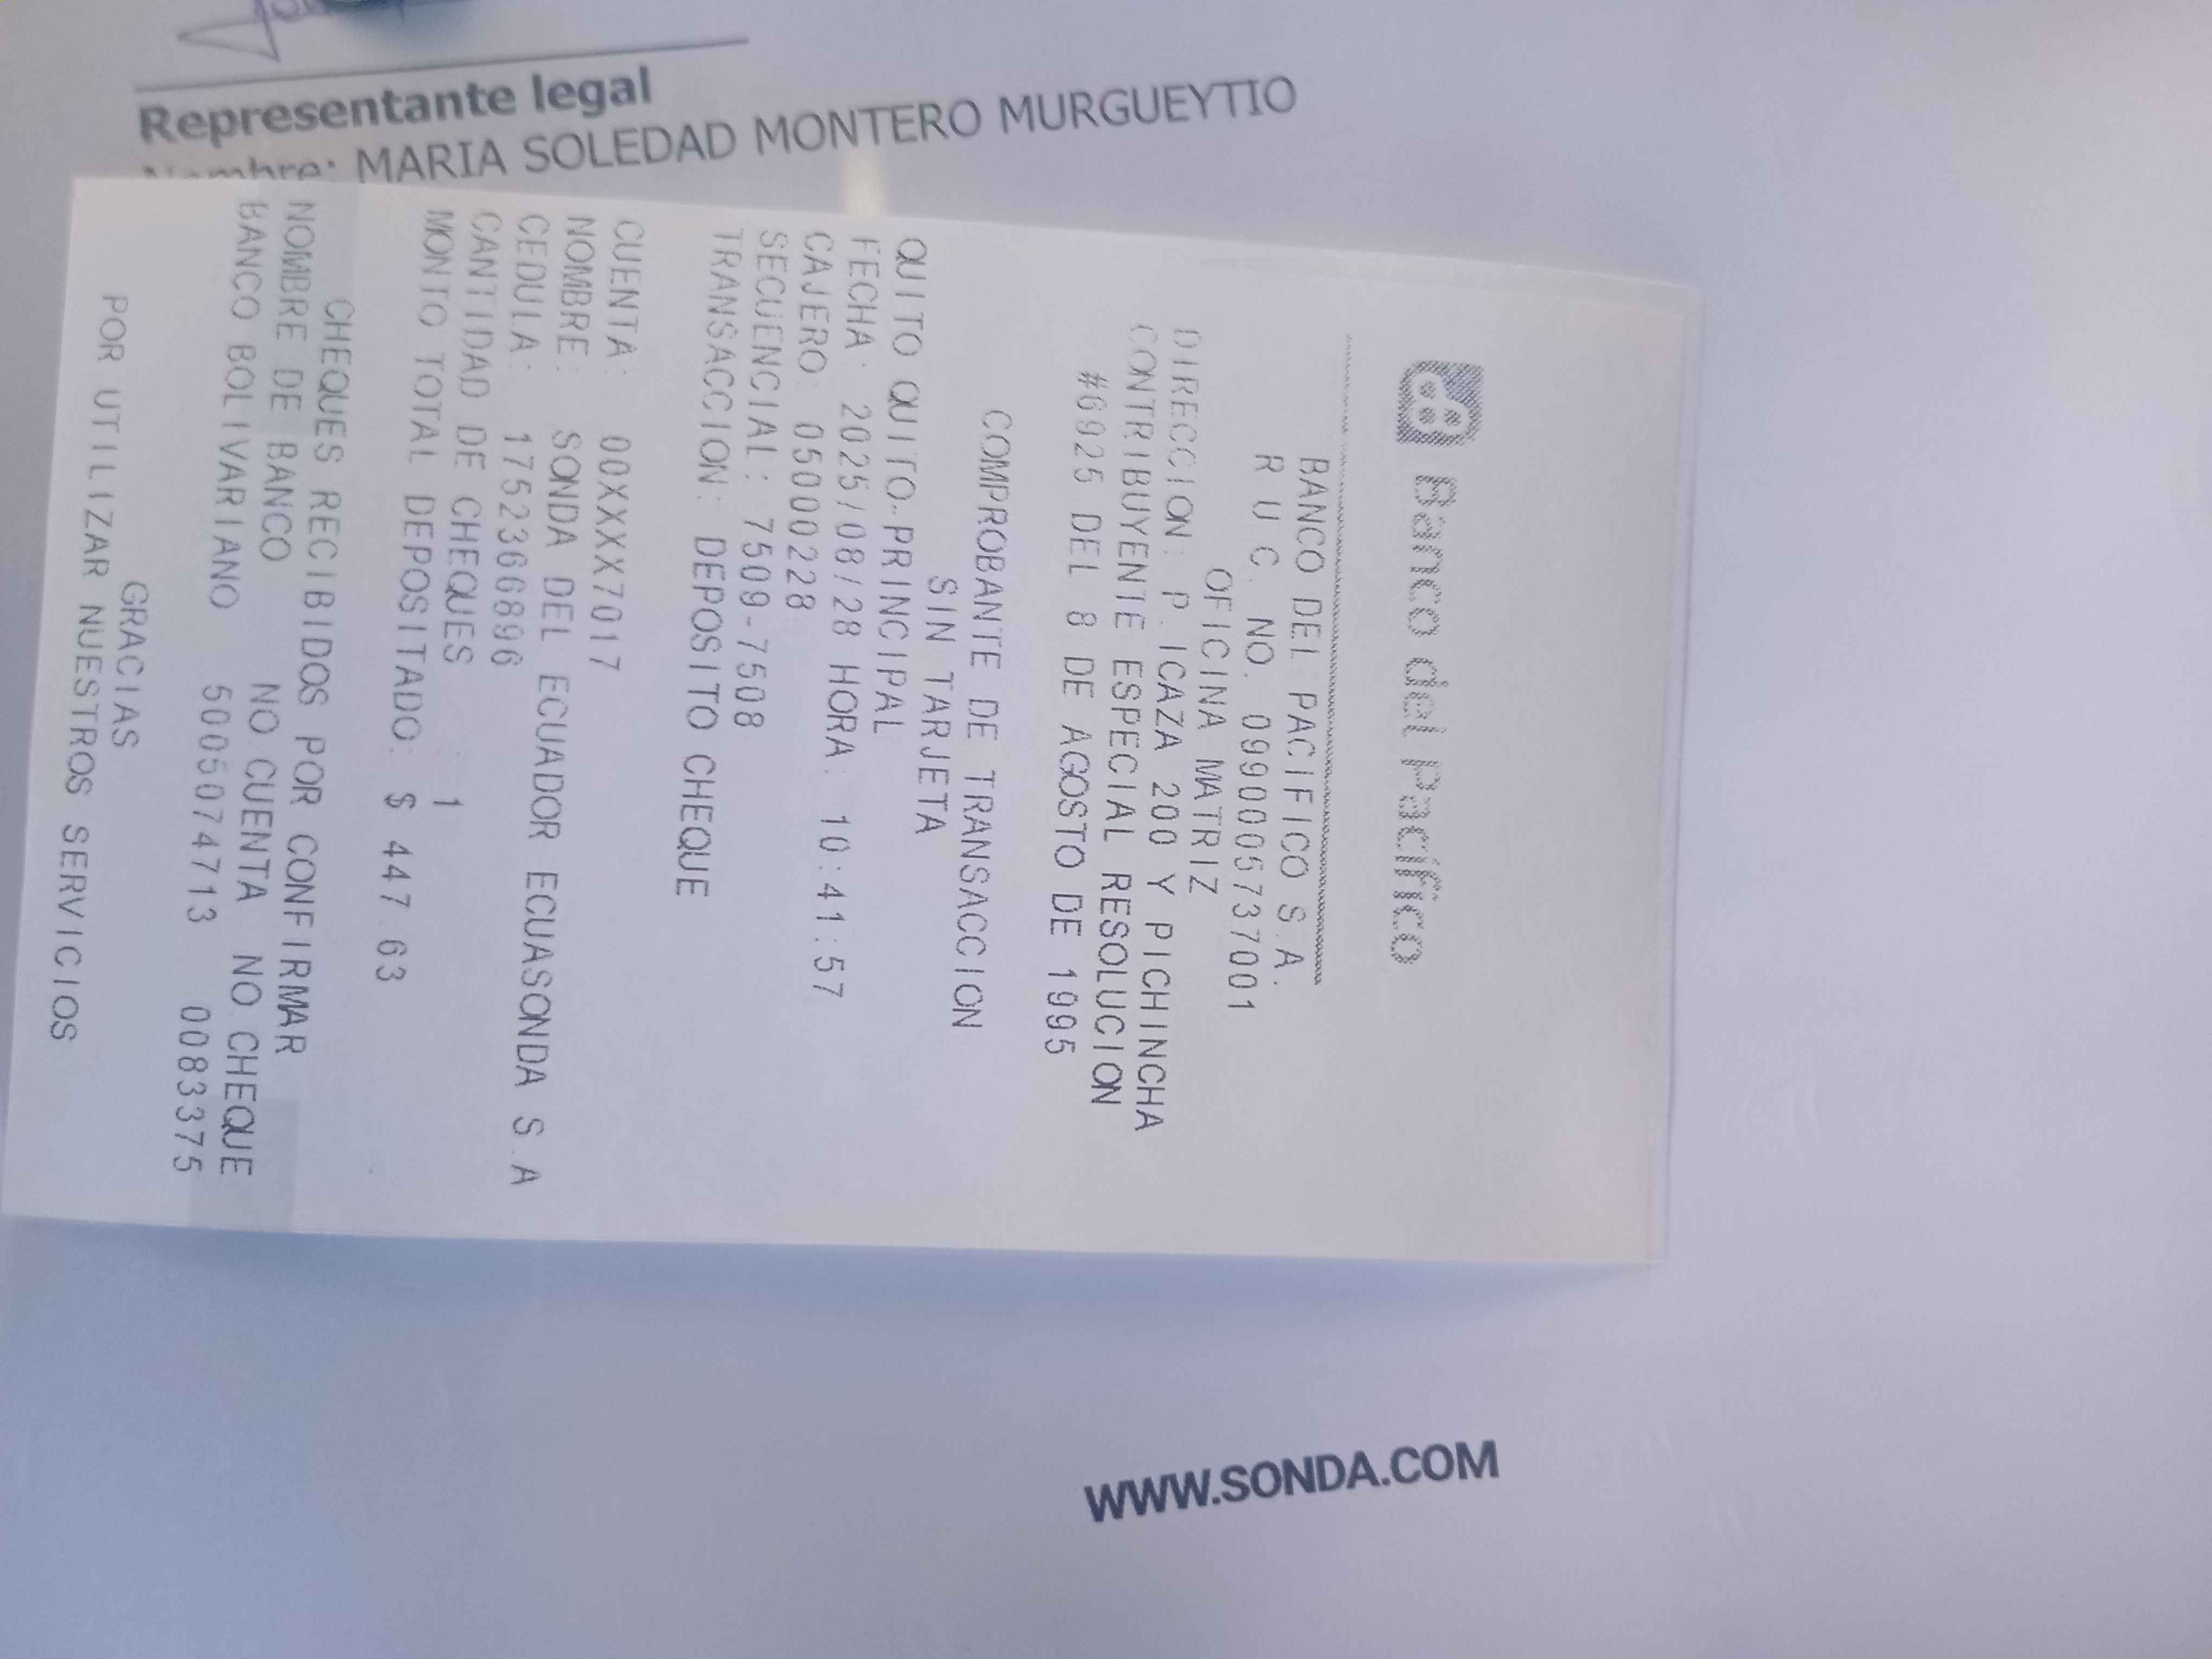 Representante legal
Nombre: MARIA SOLEDAD MONTERO MURGUEYTIO
Banco del Pacífico
BANCO DEL PACIFICO S.A.
R U C. NO. 0990005737001
OFICINA MATRIZ
DIRECCION: P. ICAZA 200 Y PICHINCHA
CONTRIBUYENTE ESPECIAL RESOLUCION
#6925 DEL 8 DE AGOSTO DE 1995
COMPROBANTE DE TRANSACCION
SIN TARJETA
QUITO QUITO-PRINCIPAL
FECHA: 2025/08/28 HORA: 10:41:57
CAJERO: 05000228
SECUENCIAL: 7509-7508
TRANSACCION: DEPOSITO CHEQUE
CUENTA: 00XXXX7017
NOMBRE: SONDA DEL ECUADOR ECUASONDA S.A
CEDULA: 1752366896
CANTIDAD DE CHEQUES: 1
MONTO TOTAL DEPOSITADO: $ 447.63
CHEQUES RECIBIDOS POR CONFIRMAR
NOMBRE DE BANCO NO CUENTA NO CHEQUE
BANCO BOLIVARIANO 5005074713 0083375
GRACIAS
POR UTILIZAR NUESTROS SERVICIOS
WWW.SONDA.COM